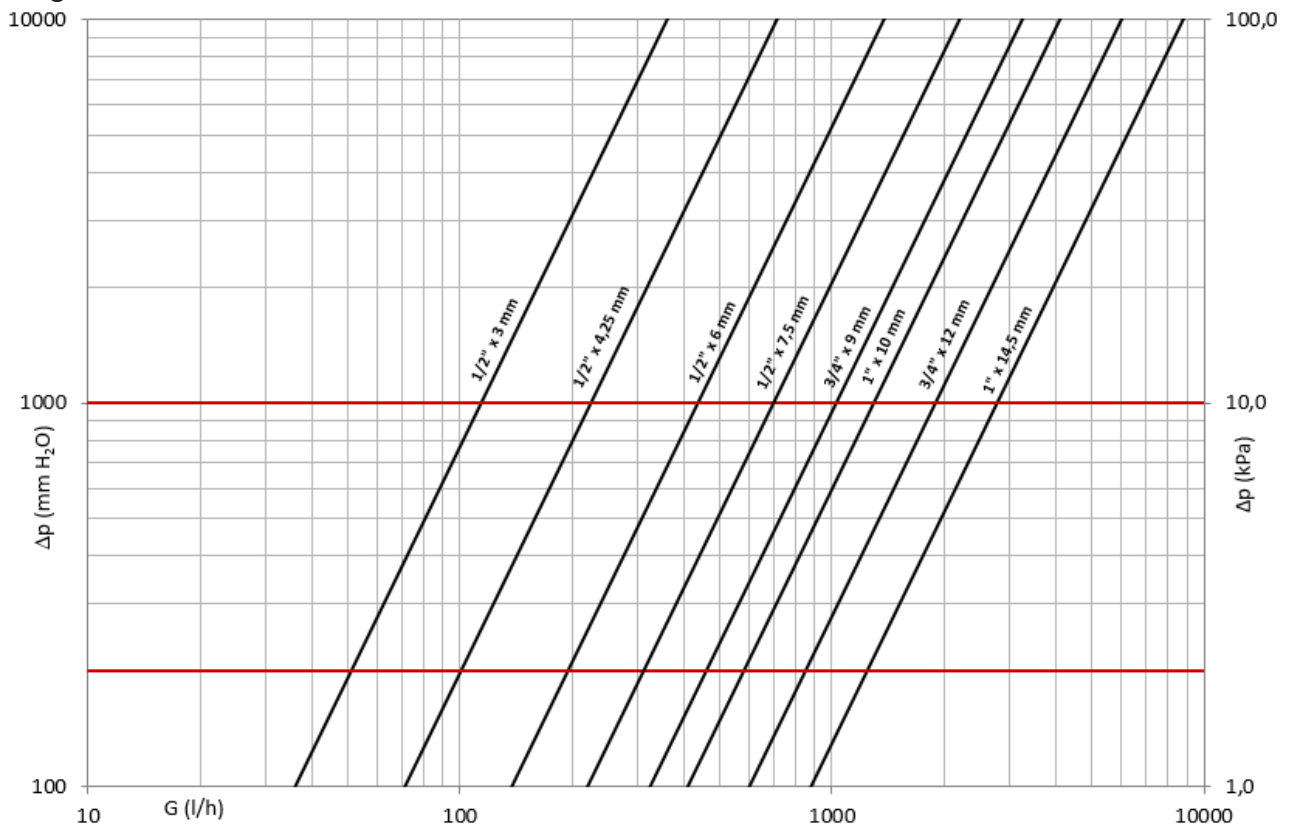 10000
100,0
1/2" x 3 mm
1/2" x 4,25 mm
1/2" x 6 mm
1/2" x 7,5 mm
3/4" x 9 mm
1" x 10 mm
3/4" x 12 mm
1" x 14,5 mm
1000
10,0
Δp (mm H₂O)
Δp (kPa)
100
1,0
G (l/h)
10
100
1000
10000